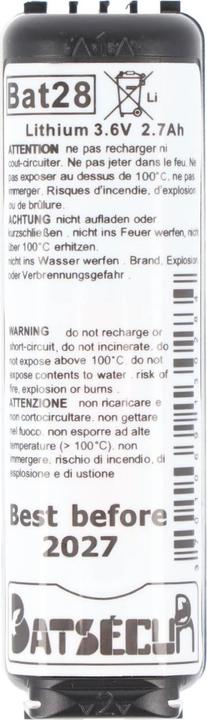 Bat28
Li
Lithium 3.6V 2.7Ah
ATTENTION ne pas recharger ni
cout-circuiter. Ne pas jeter dans le feu. Ne
pas exposer au dessus de 100°C, ne pas
immerger. Risques d'incendie, d'explosion
ou de brûlure.
ACHTUNG nicht aufladen oder
kurzschließen . nicht ins Feuer werfen, nicht
über 100°C erhitzen.
nicht ins Wasser werfen . Brand, Explosion
oder Verbrennungsgefahr .
WARNING do not recharge or
short-circuit, do not incinerate. do
not expose above 100°C. do not
expose contents to water . risk of
fire, explosion or burns .
ATTENZIONE non ricaricare e
non cortocircuitare. non gettare
nel fuoco. non esporre ad alte
temperature (> 100°C). non
immergere. rischio di incendio, di
esplosione e di ustione
Best before
2027
BATSÉCUR
2